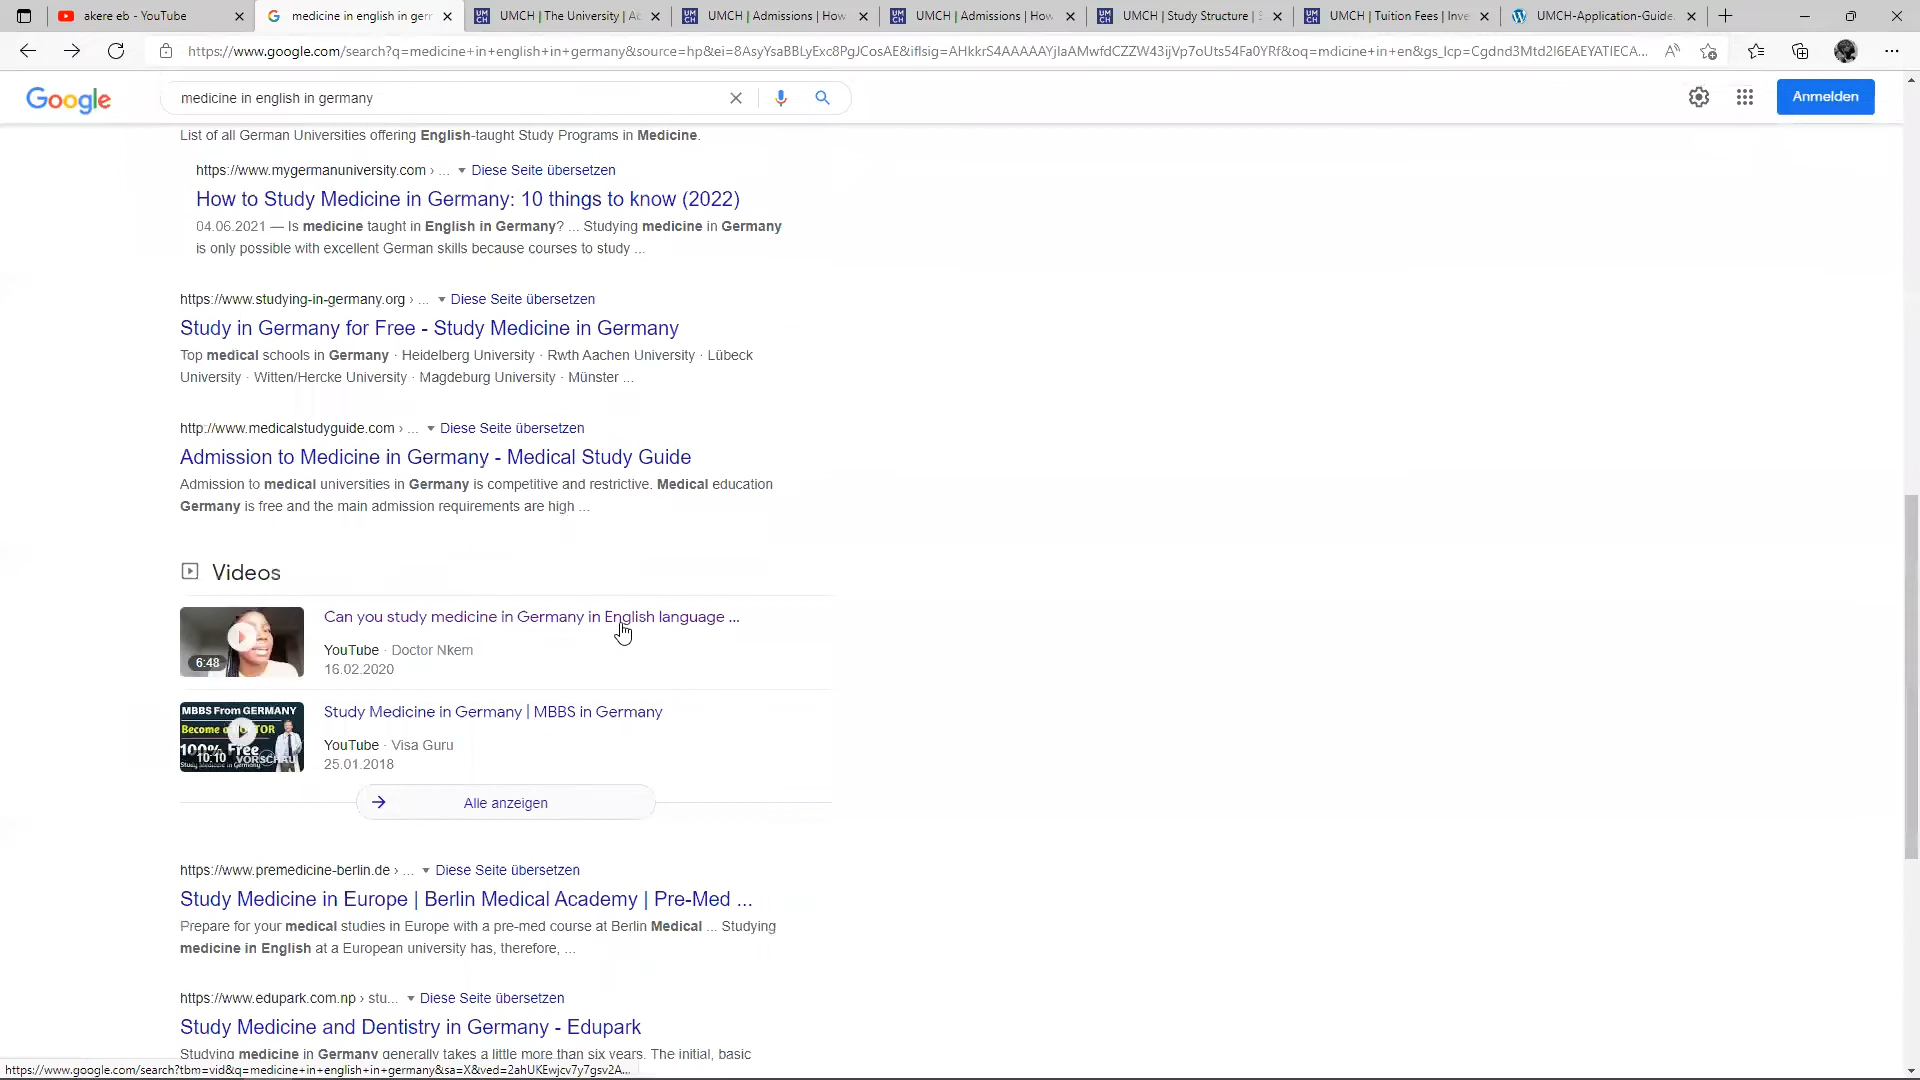 akere eb - YouTube
medicine in english in ger
UMCH | The University | A
UMCH | Admissions | How
UMCH | Admissions | How
UMCH | Study Structure |
UMCH | Tuition Fees | Inve
UMCH-Application-Guide.
https://www.google.com/search?q=medicine+in+english+in+germany&source=hp&ei=8AsyYsaBBLyExc8PgJCosAE&iflsig=AHkkrS4AAAAAYjIaAMwfdCZZW43ijVp7oUts54Fa0YRf&oq=mdicine+in+en&gs_lcp=Cgdnd3Mtd2l6EAEYATIECA...
Google
medicine in english in germany
Anmelden
List of all German Universities offering English-taught Study Programs in Medicine.
https://www.mygermanuniversity.com › ... Diese Seite übersetzen
How to Study Medicine in Germany: 10 things to know (2022)
04.06.2021 — Is medicine taught in English in Germany? ... Studying medicine in Germany
is only possible with excellent German skills because courses to study ...
https://www.studying-in-germany.org › ... Diese Seite übersetzen
Study in Germany for Free - Study Medicine in Germany
Top medical schools in Germany · Heidelberg University · Rwth Aachen University · Lübeck
University · Witten/Hercke University · Magdeburg University · Münster ...
http://www.medicalstudyguide.com › ... Diese Seite übersetzen
Admission to Medicine in Germany - Medical Study Guide
Admission to medical universities in Germany is competitive and restrictive. Medical education
Germany is free and the main admission requirements are high ...
Videos
Can you study medicine in Germany in English language ...
YouTube · Doctor Nkem
16.02.2020
6:48
Study Medicine in Germany | MBBS in Germany
YouTube · Visa Guru
25.01.2018
MBBS From GERMANY
Become a DOCTOR
100% Free
10:10 VORSCHAU
Study Medicine in Germany
Alle anzeigen
https://www.premedicine-berlin.de › ... Diese Seite übersetzen
Study Medicine in Europe | Berlin Medical Academy | Pre-Med ...
Prepare for your medical studies in Europe with a pre-med course at Berlin Medical ... Studying
medicine in English at a European university has, therefore, ...
https://www.edupark.com.np › stu... Diese Seite übersetzen
Study Medicine and Dentistry in Germany - Edupark
Studying medicine in Germany generally takes a little more than six years. The initial, basic
https://www.google.com/search?tbm=vid&q=medicine+in+english+in+germany&sa=X&ved=2ahUKEwjcv7y7gsv2A...